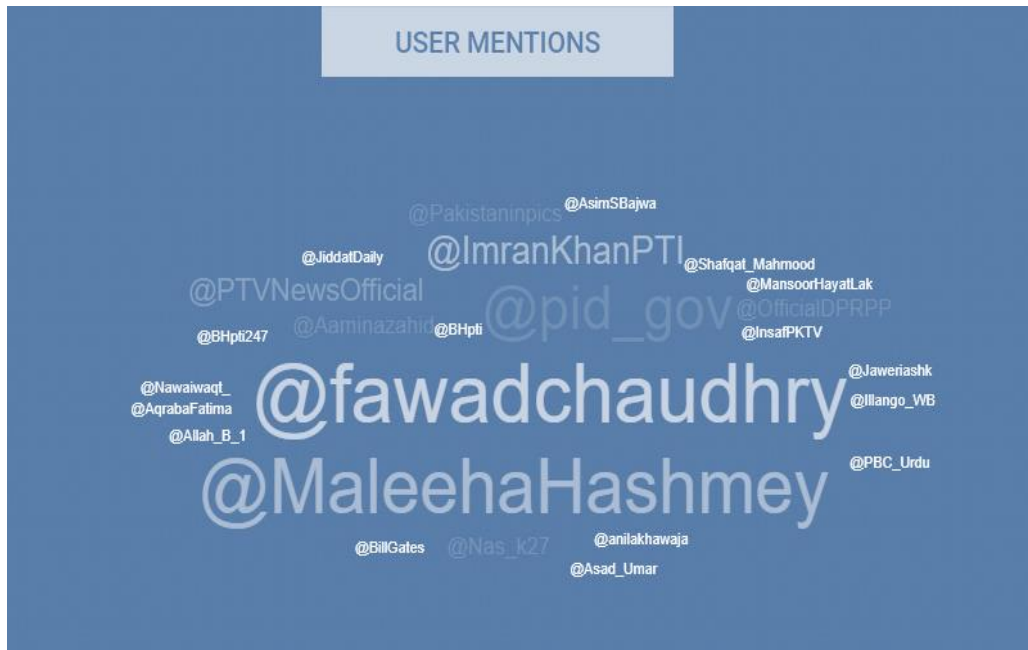 USER MENTIONS
@AsimSBajwa
@Pakistaninpics
@ImranKhanPTI
@JiddatDaily
@Shafqat_Mahmood
@MansoorHayatLak
@PTVNewsOfficial
@pid_gov
@OfficialDPRPP
@Aaminazahid
@BHpti
@InsafPKTV
@BHpti247
@Jaweriashk
@Nawaiwaqt_
@fawadchaudhry
@Illango_WB
@AqrabaFatima
@Allah_B_1
@PBC_Urdu
@MaleehaHashmey
@anilakhawaja
@BillGates
@Nas_k27
@Asad_Umar